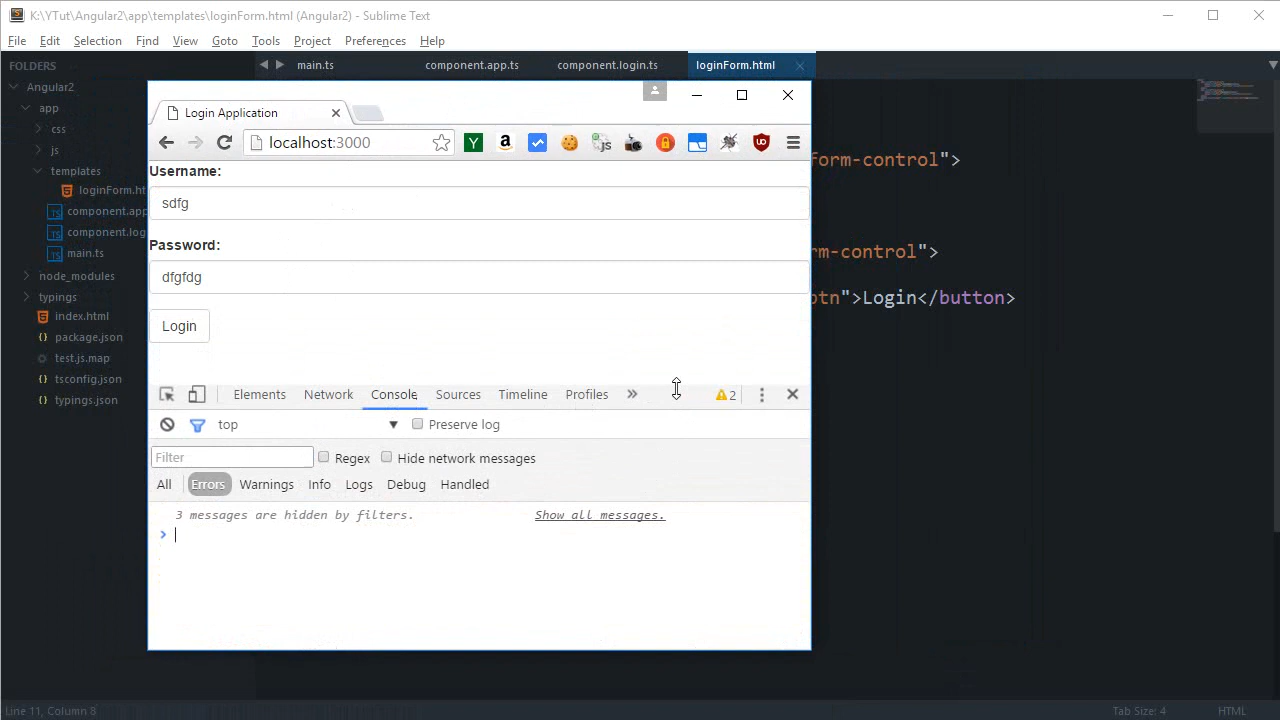 K:\YTut\Angular2\app\templates\loginForm.html (Angular2) - Sublime Text
File Edit Selection Find View Goto Tools Project Preferences Help
FOLDERS
Angular2
app
css
js
templates
loginForm.ht
component.app
component.log
main.ts
node_modules
typings
index.html
package.json
test.js.map
tsconfig.json
typings.json
main.ts component.app.ts component.login.ts loginForm.html
Login Application
localhost:3000
Username:
sdfg
Password:
dfgfdg
Login
Elements Network Console Sources Timeline Profiles 2
top Preserve log
Filter Regex Hide network messages
All Errors Warnings Info Logs Debug Handled
3 messages are hidden by filters. Show all messages.
orm-control">
rm-control">
btn">Login</button>
Line 11, Column 8 Tab Size: 4 HTML